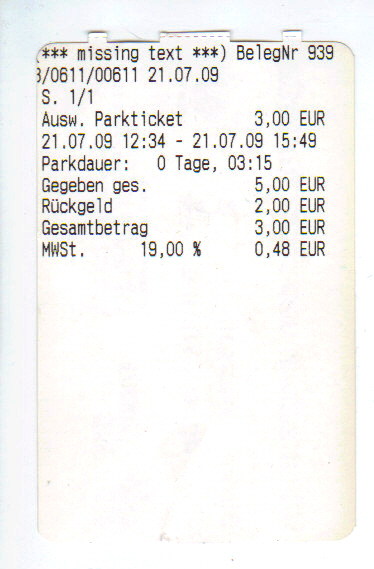 (*** missing text ***) BelegNr 939
3/0611/00611 21.07.09
S. 1/1
Ausw. Parkticket 3,00 EUR
21.07.09 12:34 - 21.07.09 15:49
Parkdauer: 0 Tage, 03:15
Gegeben ges. 5,00 EUR
Rückgeld 2,00 EUR
Gesamtbetrag 3,00 EUR
MWSt. 19,00 % 0,48 EUR